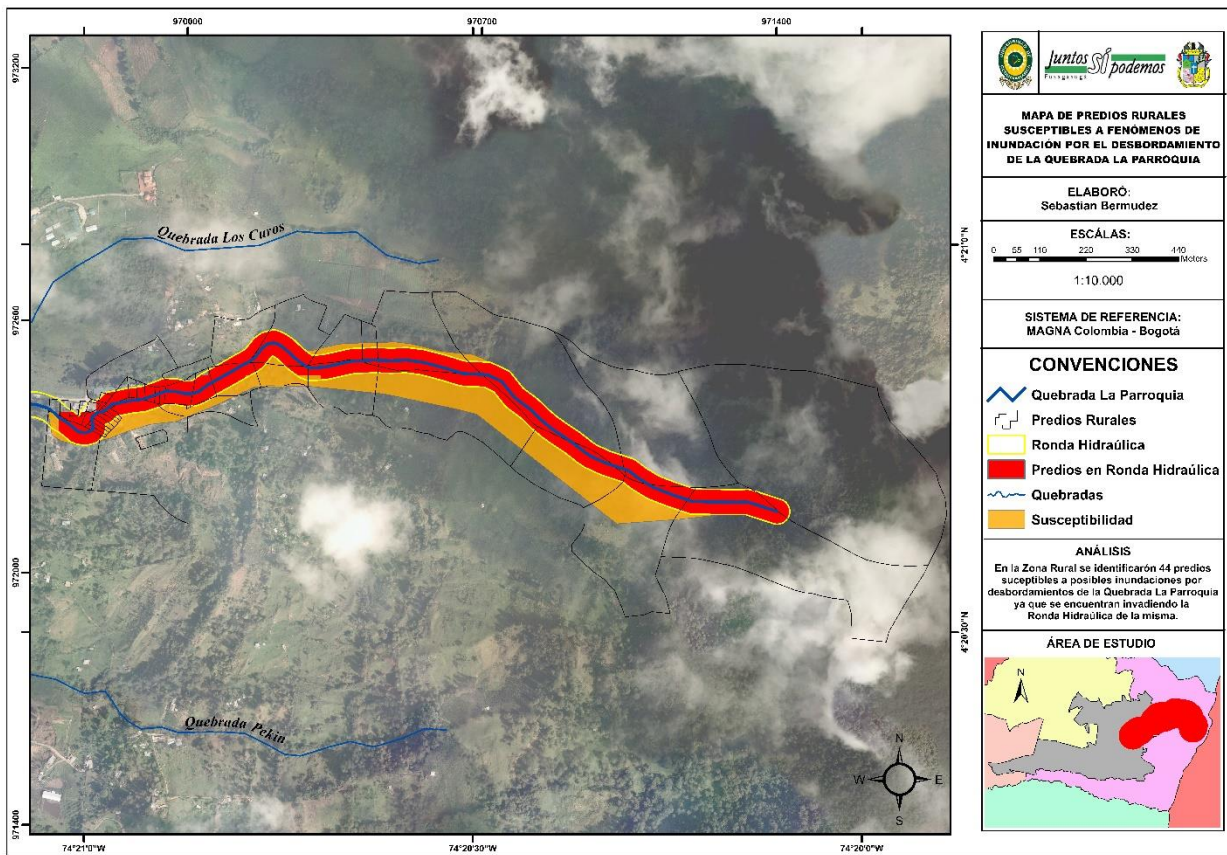 970600
970700
971400
973200
972600
972000
971400
4°21'0"N
4°20'30"N
74°21'0"W
74°20'30"W
74°20'0"W
Quebrada Los Curos
Quebrada Pekin
N
W
E
S
Juntos SÍ podemos
Fusagasugá
MAPA DE PREDIOS RURALES
SUSCEPTIBLES A FENÓMENOS DE
INUNDACIÓN POR EL DESBORDAMIENTO
DE LA QUEBRADA LA PARROQUIA
ELABORÓ:
Sebastian Bermudez
ESCÁLAS:
0 55 110 220 330 440
Meters
1:10.000
SISTEMA DE REFERENCIA:
MAGNA Colombia - Bogotá
CONVENCIONES
Quebrada La Parroquia
Predios Rurales
Ronda Hidraúlica
Predios en Ronda Hidraúlica
Quebradas
Susceptibilidad
ANÁLISIS
En la Zona Rural se identificarón 44 predios
suceptibles a posibles inundaciones por
desbordamientos de la Quebrada La Parroquia
ya que se encuentran invadiendo la
Ronda Hidraúlica de la misma.
ÁREA DE ESTUDIO
N